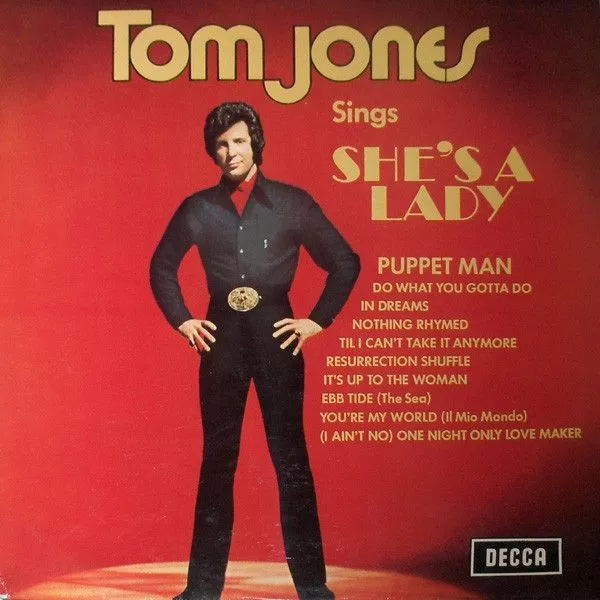 Tom Jones
Sings
SHE'S A
LADY
PUPPET MAN
DO WHAT YOU GOTTA DO
IN DREAMS
NOTHING RHYMED
TIL I CAN'T TAKE IT ANYMORE
RESURRECTION SHUFFLE
IT'S UP TO THE WOMAN
EBB TIDE (The Sea)
YOU'RE MY WORLD (Il Mio Mondo)
(I AIN'T NO) ONE NIGHT ONLY LOVE MAKER
DECCA